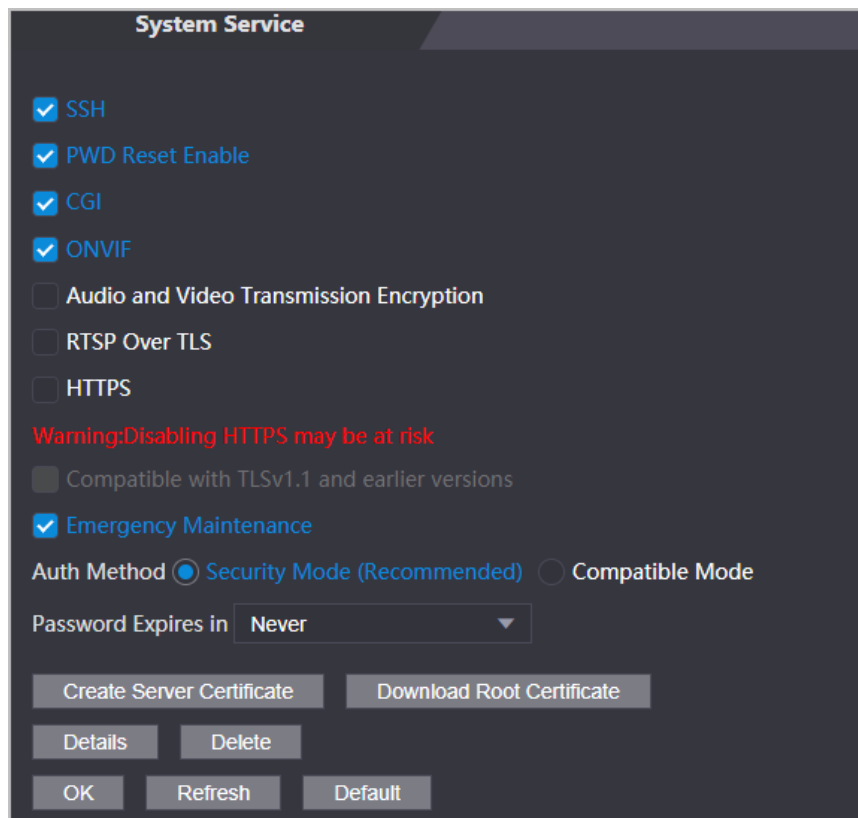 System Service
SSH
PWD Reset Enable
CGI
ONVIF
Audio and Video Transmission Encryption
RTSP Over TLS
HTTPS
Warning:Disabling HTTPS may be at risk
Compatible with TLSv1.1 and earlier versions
Emergency Maintenance
Auth Method Security Mode (Recommended) Compatible Mode
Password Expires in Never
Create Server Certificate Download Root Certificate
Details Delete
OK Refresh Default